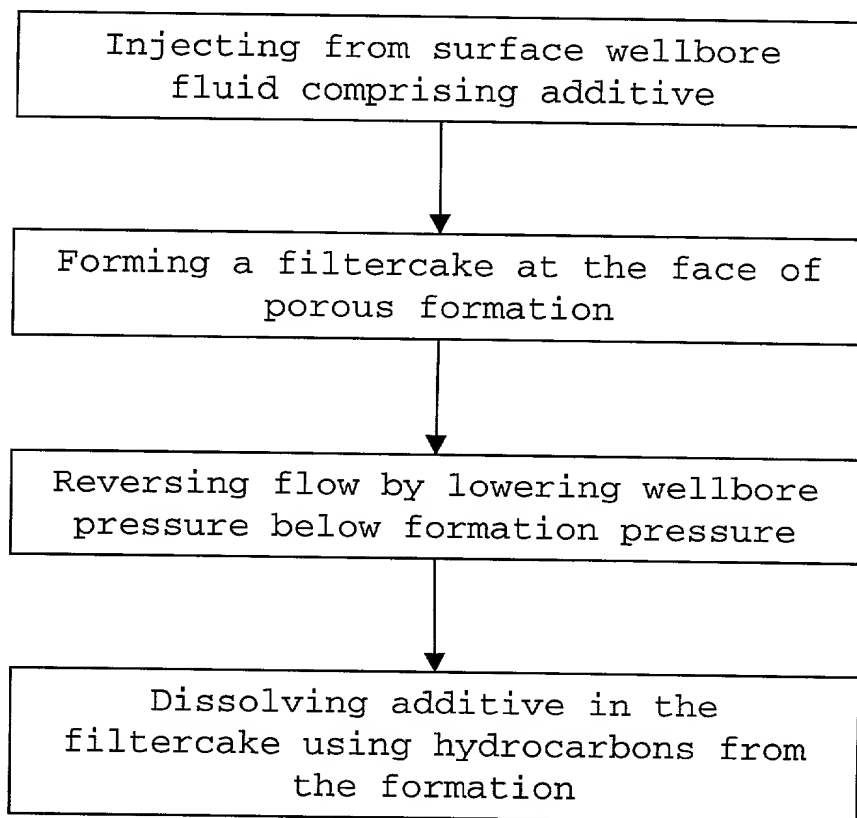 Injecting from surface wellbore
fluid comprising additive
Forming a filtercake at the face of
porous formation
Reversing flow by lowering wellbore
pressure below formation pressure
Dissolving additive in the
filtercake using hydrocarbons from
the formation